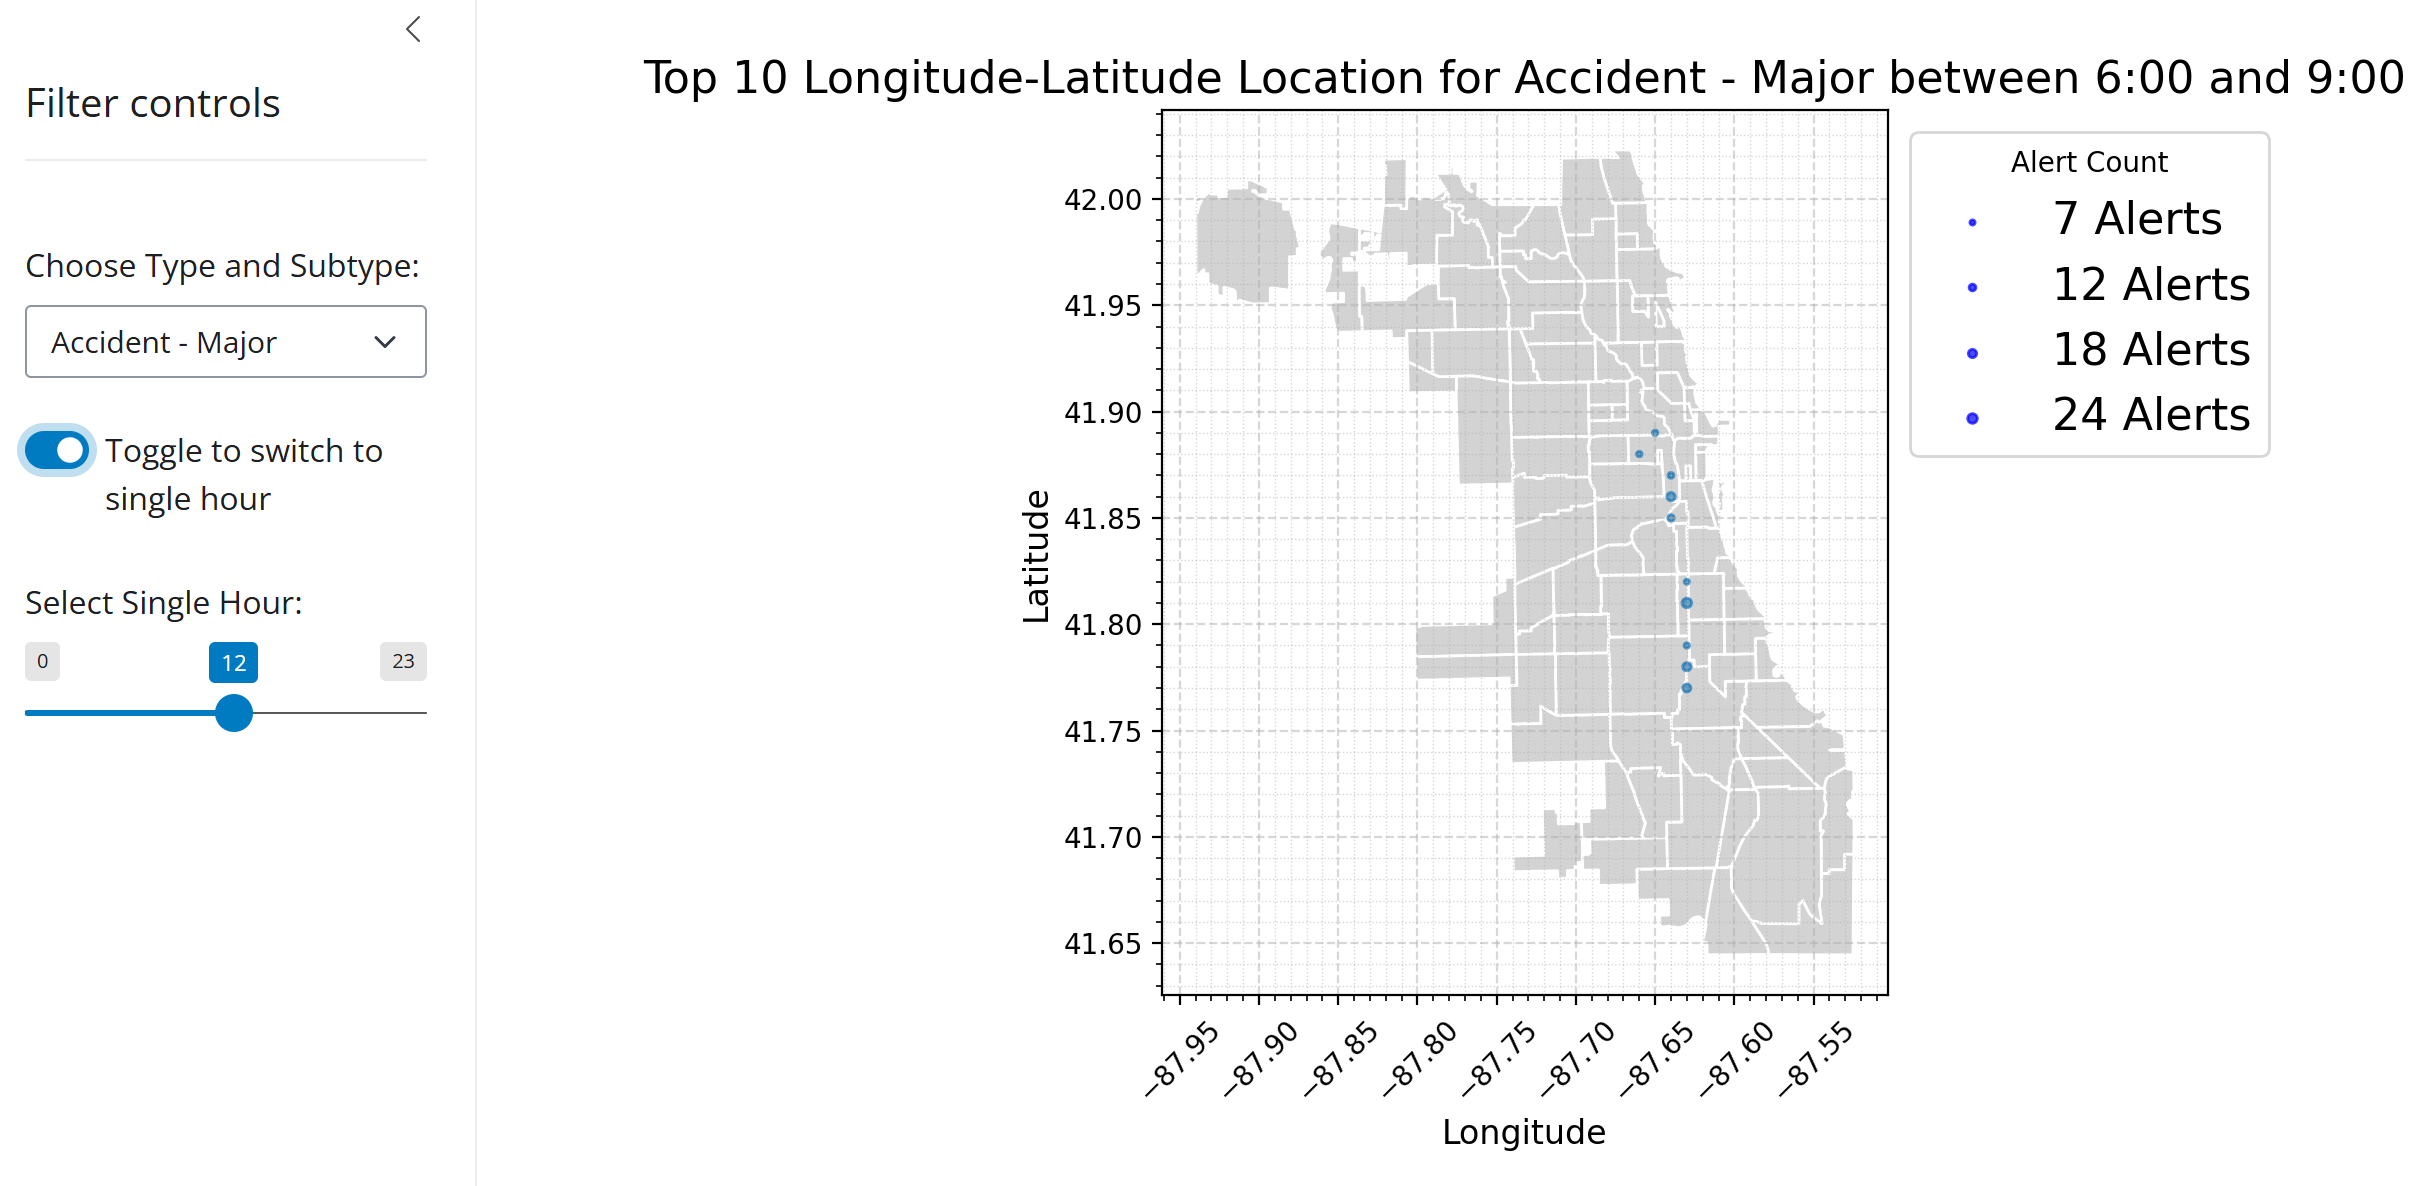 Filter controls
Choose Type and Subtype:
Accident - Major
Toggle to switch to
single hour
Select Single Hour:
0
12
23
Top 10 Longitude-Latitude Location for Accident - Major between 6:00 and 9:00
Latitude
42.00
41.95
41.90
41.85
41.80
41.75
41.70
41.65
−87.95
−87.90
−87.85
−87.80
−87.75
−87.70
−87.65
−87.60
−87.55
Longitude
Alert Count
7 Alerts
12 Alerts
18 Alerts
24 Alerts